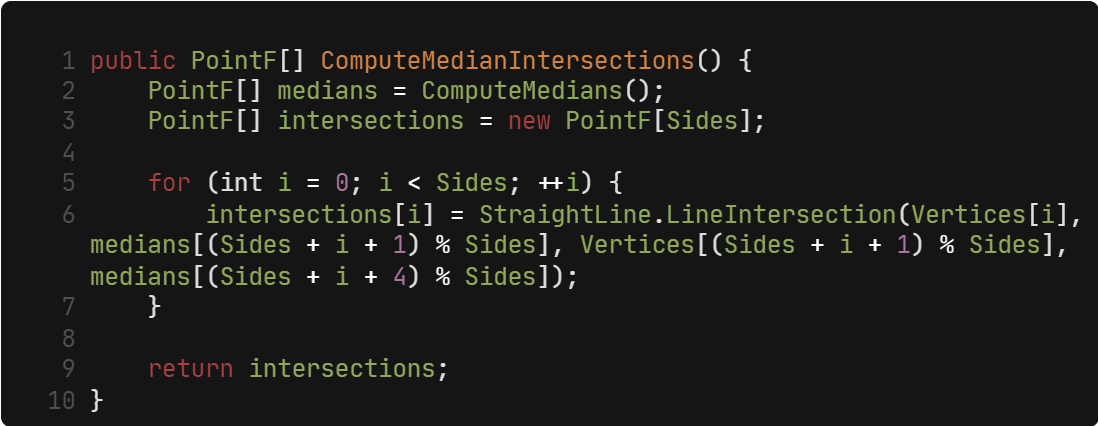 1 public PointF[] ComputeMedianIntersections() {
2     PointF[] medians = ComputeMedians();
3     PointF[] intersections = new PointF[Sides];
4
5     for (int i = 0; i < Sides; ++i) {
6         intersections[i] = StraightLine.LineIntersection(Vertices[i],
medians[(Sides + i + 1) % Sides], Vertices[(Sides + i + 1) % Sides],
medians[(Sides + i + 4) % Sides]);
7     }
8
9     return intersections;
10 }